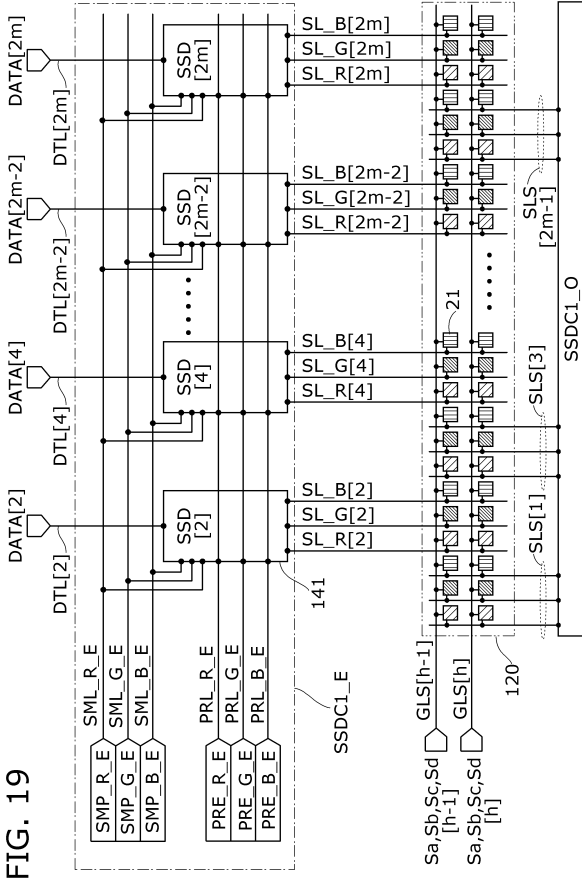 FIG. 19
DATA[2]
DATA[4]
DATA[2m-2]
DATA[2m]
DTL[2]
DTL[4]
DTL[2m-2]
DTL[2m]
SMP_R_E
SMP_G_E
SMP_B_E
SML_R_E
SML_G_E
SML_B_E
PRE_R_E
PRE_G_E
PRE_B_E
PRL_R_E
PRL_G_E
PRL_B_E
SSD
[2]
SSD
[4]
SSD
[2m-2]
SSD
[2m]
141
SSDC1_E
SL_R[2]
SL_G[2]
SL_B[2]
SL_R[4]
SL_G[4]
SL_B[4]
SL_R[2m-2]
SL_G[2m-2]
SL_B[2m-2]
SL_R[2m]
SL_G[2m]
SL_B[2m]
Sa,Sb,Sc,Sd
[h-1]
Sa,Sb,Sc,Sd
[h]
GLS[h-1]
GLS[h]
120
21
SLS[1]
SLS[3]
SLS
[2m-1]
SSDC1_O